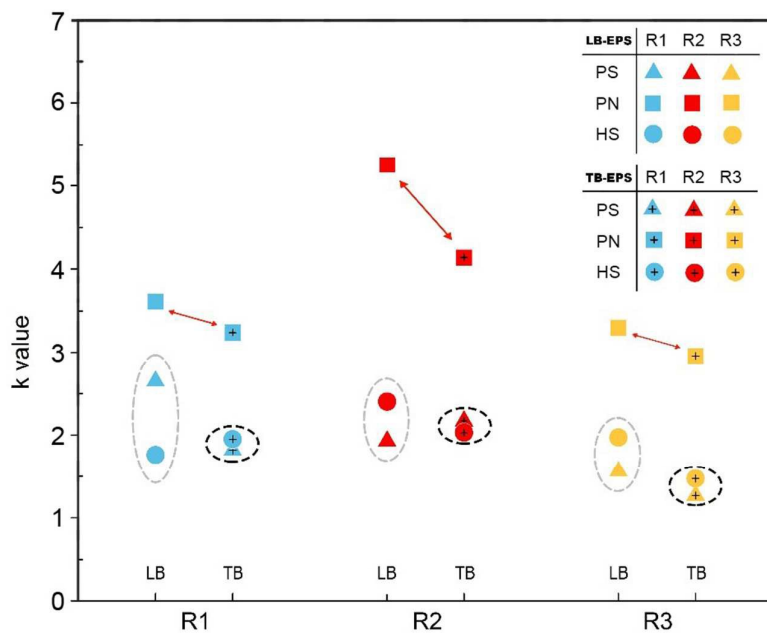 7
6
5
4
3
2
1
0
k value
LB-EPS R1 R2 R3
PS
PN
HS
TB-EPS R1 R2 R3
PS
PN
HS
LB TB LB TB LB TB
R1 R2 R3